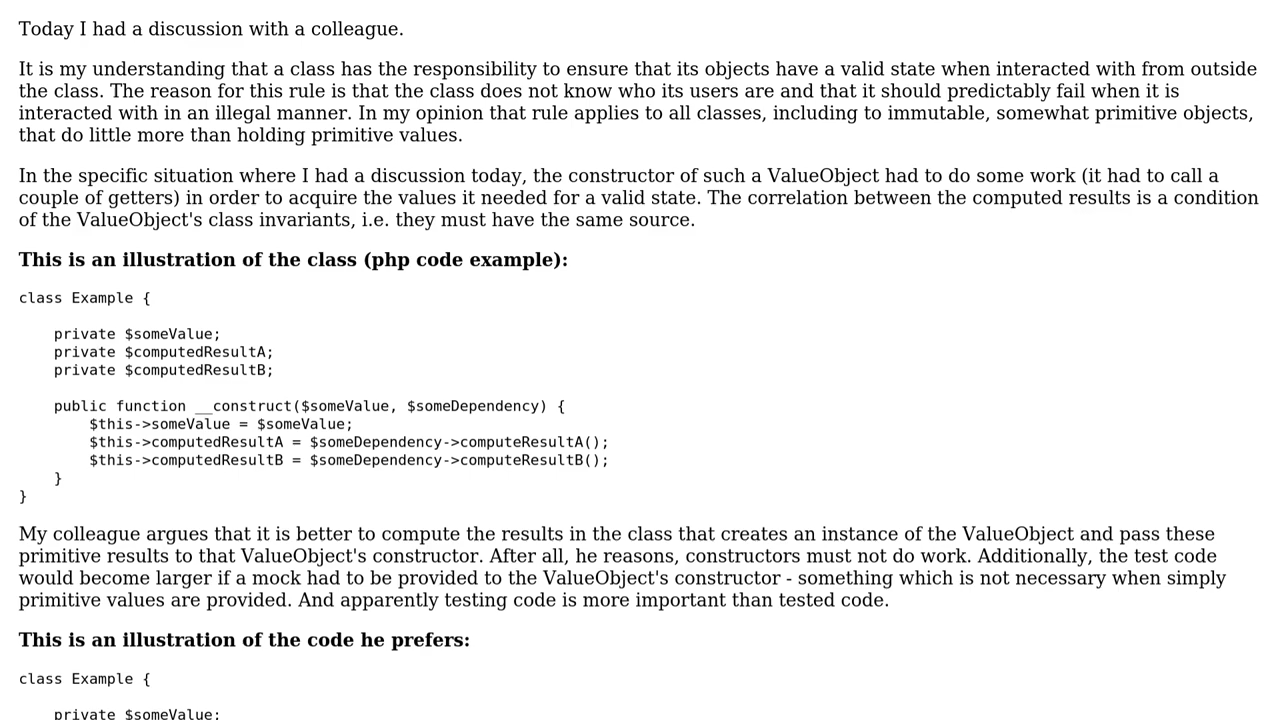 Today I had a discussion with a colleague.
It is my understanding that a class has the responsibility to ensure that its objects have a valid state when interacted with from outside
the class. The reason for this rule is that the class does not know who its users are and that it should predictably fail when it is
interacted with in an illegal manner. In my opinion that rule applies to all classes, including to immutable, somewhat primitive objects,
that do little more than holding primitive values.
In the specific situation where I had a discussion today, the constructor of such a ValueObject had to do some work (it had to call a
couple of getters) in order to acquire the values it needed for a valid state. The correlation between the computed results is a condition
of the ValueObject's class invariants, i.e. they must have the same source.
This is an illustration of the class (php code example):
class Example {
    private $someValue;
    private $computedResultA;
    private $computedResultB;
    public function __construct($someValue, $someDependency) {
        $this->someValue = $someValue;
        $this->computedResultA = $someDependency->computeResultA();
        $this->computedResultB = $someDependency->computeResultB();
    }
}
My colleague argues that it is better to compute the results in the class that creates an instance of the ValueObject and pass these
primitive results to that ValueObject's constructor. After all, he reasons, constructors must not do work. Additionally, the test code
would become larger if a mock had to be provided to the ValueObject's constructor - something which is not necessary when simply
primitive values are provided. And apparently testing code is more important than tested code.
This is an illustration of the code he prefers:
class Example {
    private $someValue;